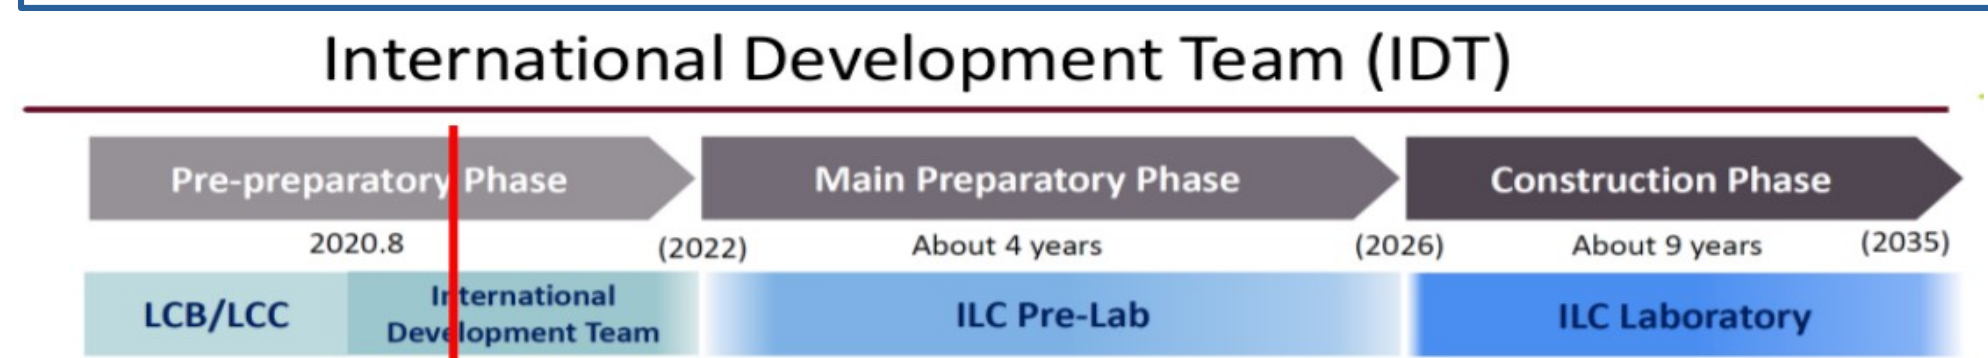 International Development Team (IDT)
Pre-preparatory Phase
Main Preparatory Phase
Construction Phase
2020.8
(2022)
About 4 years
(2026)
About 9 years
(2035)
LCB/LCC
International
Development Team
ILC Pre-Lab
ILC Laboratory